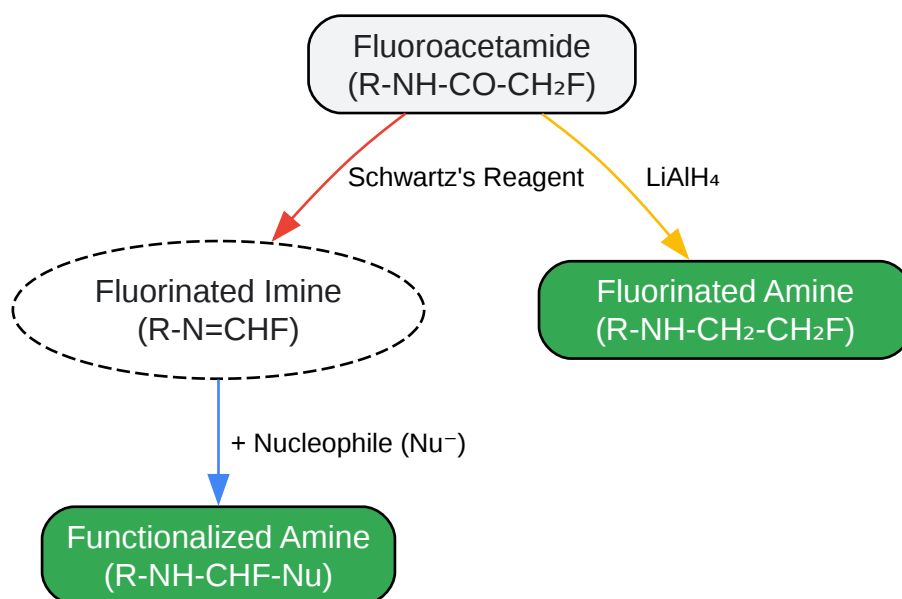 Fluoroacetamide
(R-NH-CO-CH₂F)
Schwartz's Reagent
LiAlH₄
Fluorinated Imine
(R-N=CHF)
Fluorinated Amine
(R-NH-CH₂-CH₂F)
+ Nucleophile (Nu⁻)
Functionalized Amine
(R-NH-CHF-Nu)